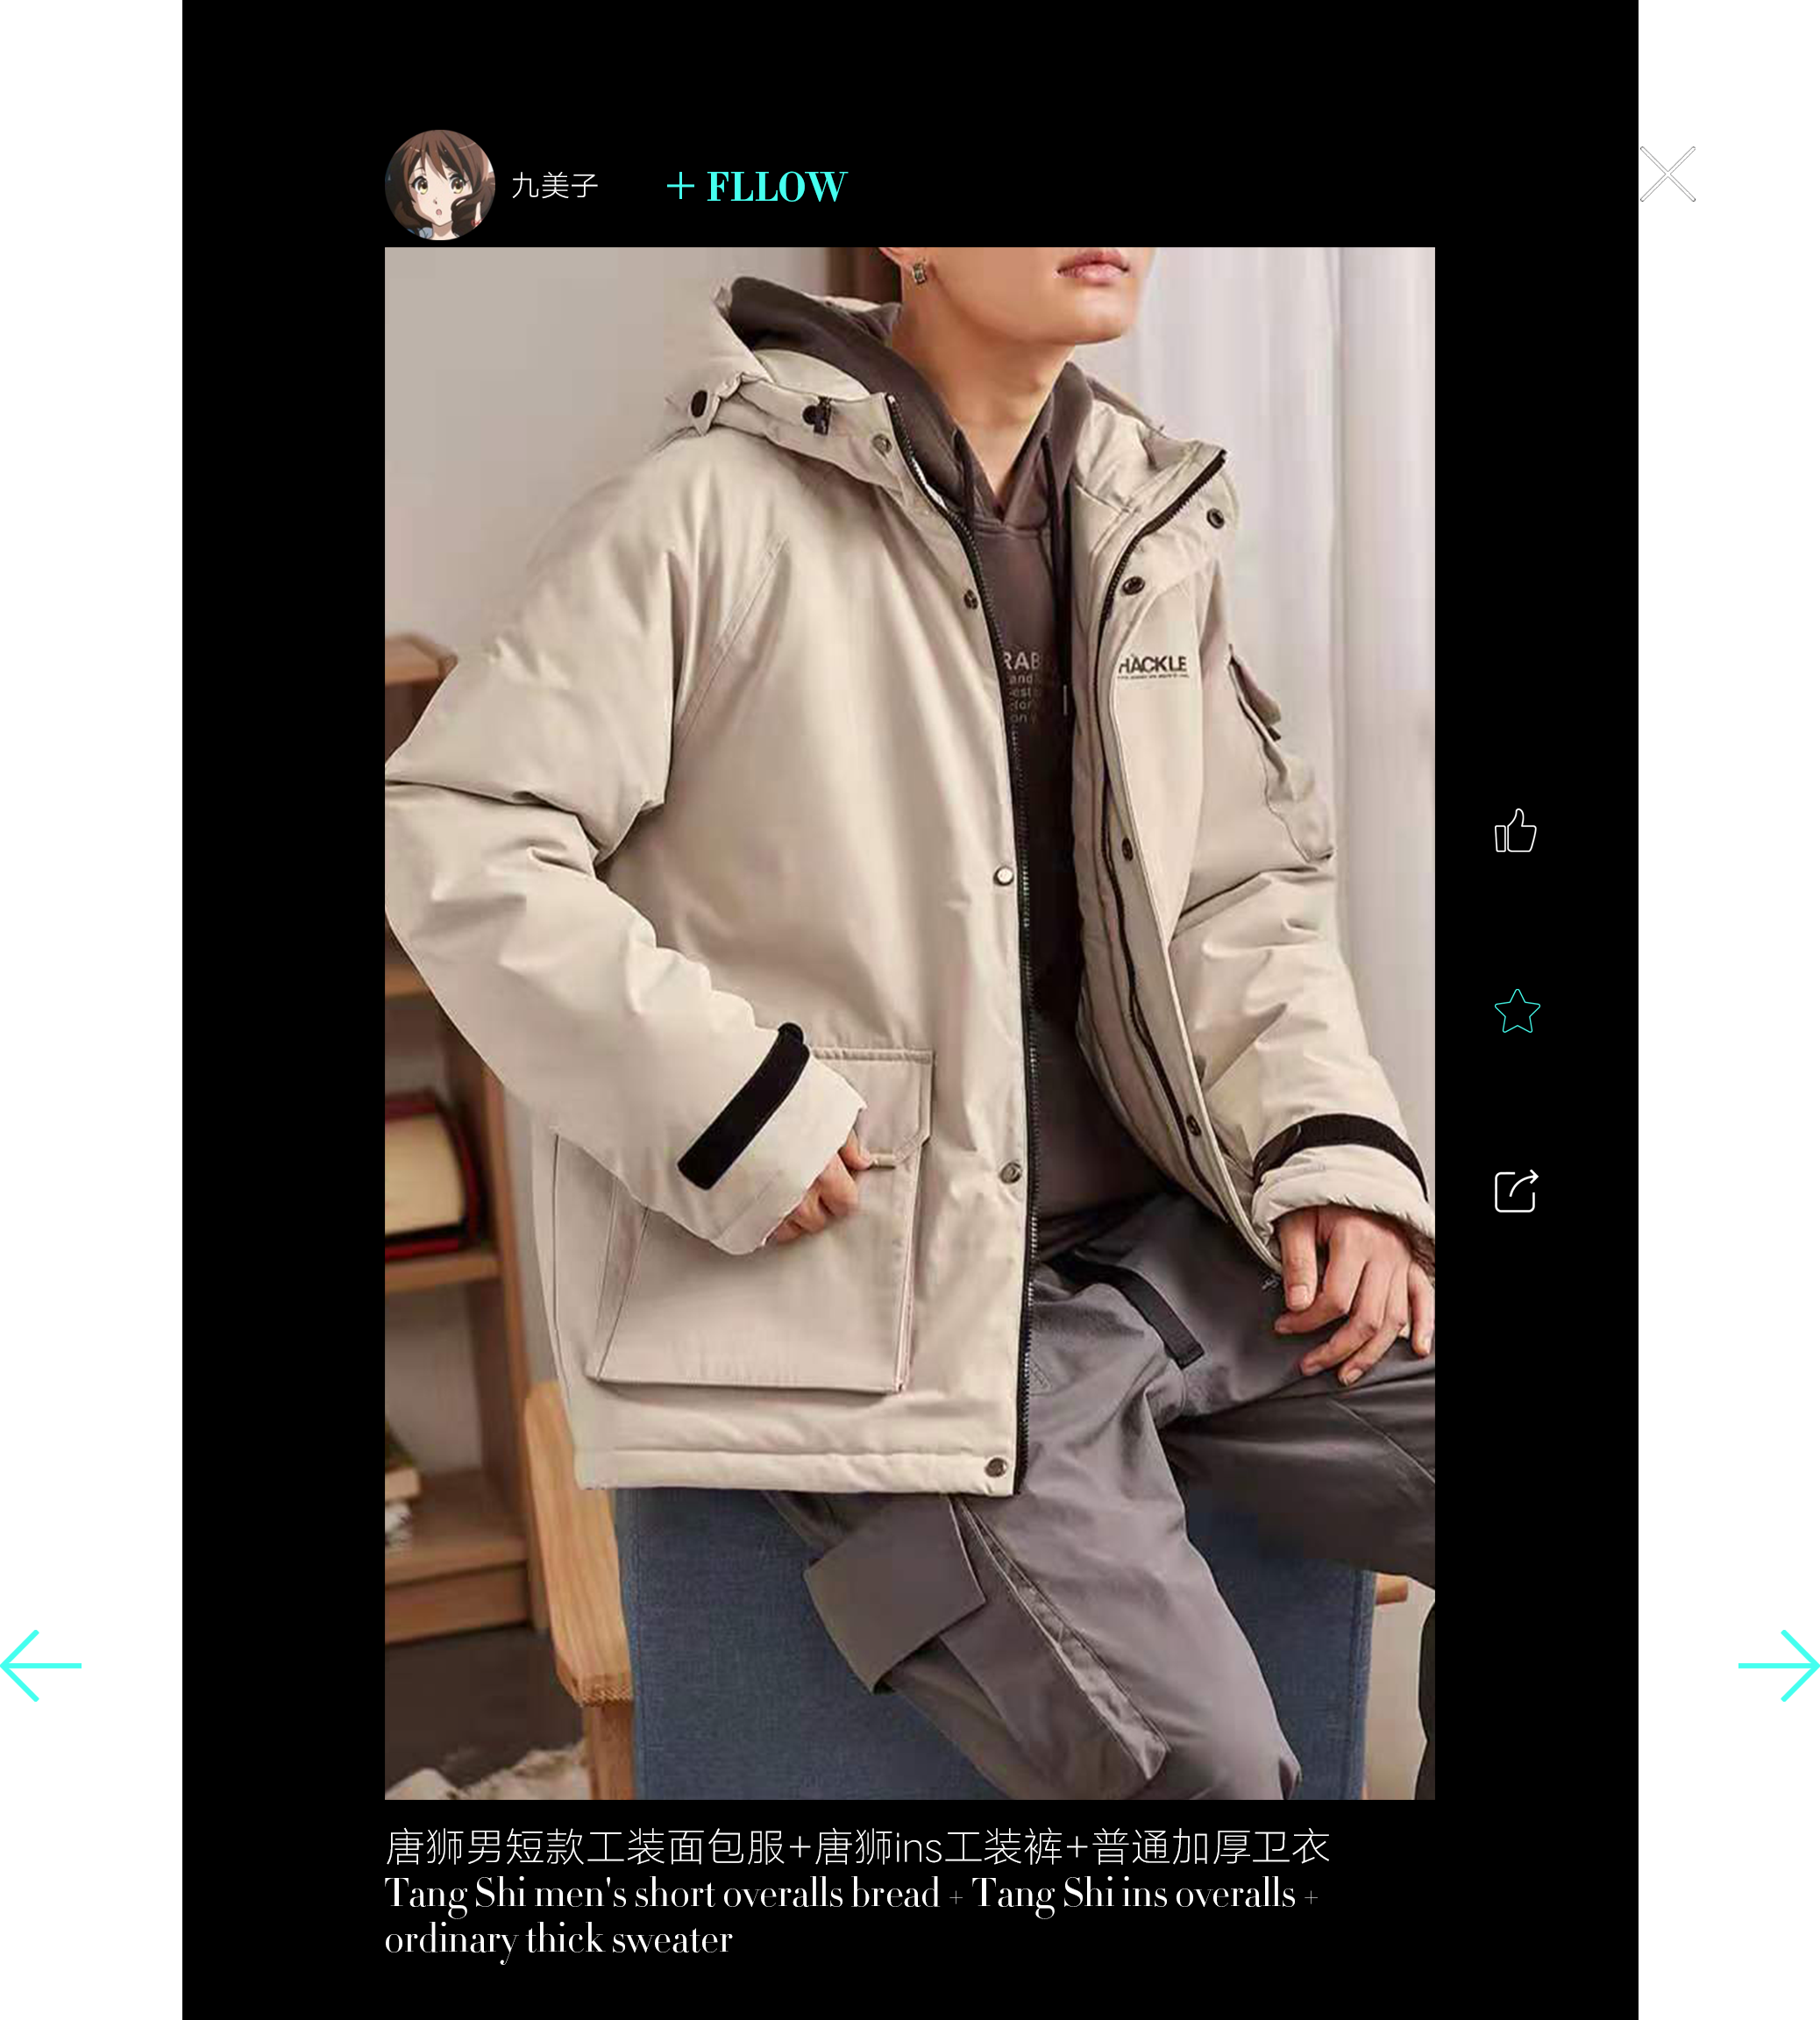 九美子
+ FLLOW
RAB
and
HACKLE
唐狮男短款工装面包服+唐狮ins工装裤+普通加厚卫衣
Tang Shi men's short overalls bread + Tang Shi ins overalls +
ordinary thick sweater